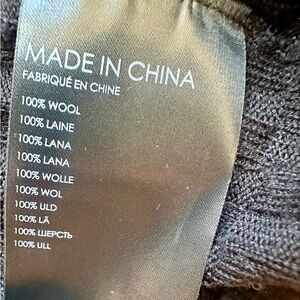 MADE IN CHINA
FABRIQUÉ EN CHINE
100% WOOL
100% LAINE
100% LANA
100% LANA
100% WOLLE
100% WOL
100% ULD
100% LÃ
100% ШЕРСТЬ
100% ULL